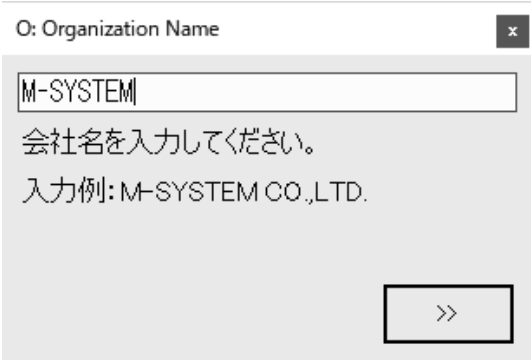 O: Organization Name
x
M-SYSTEM
会社名を入力してください。
入力例: M-SYSTEM CO.,LTD.
>>